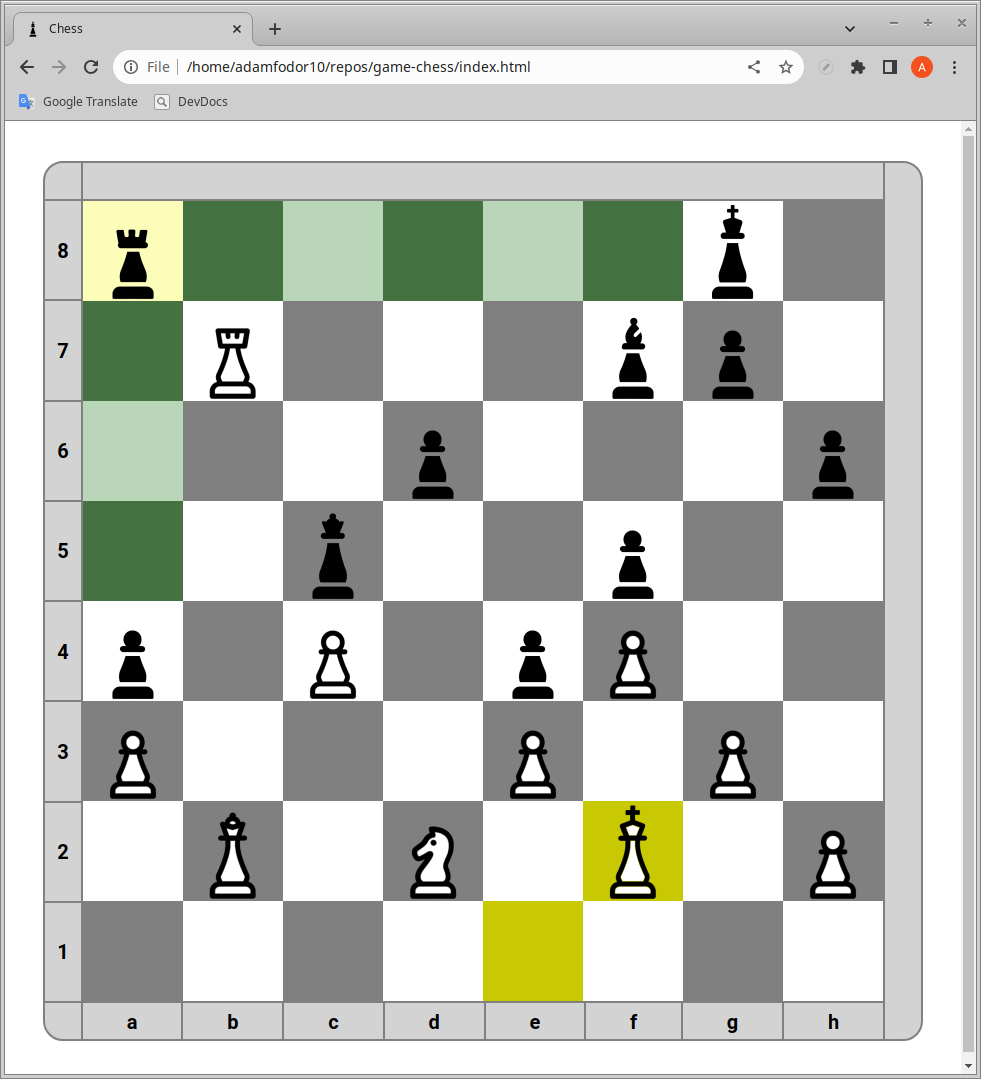 Chess
File /home/adamfodor10/repos/game-chess/index.html A
Google Translate DevDocs
8
7
6
5
4
3
2
1
a b c d e f g h